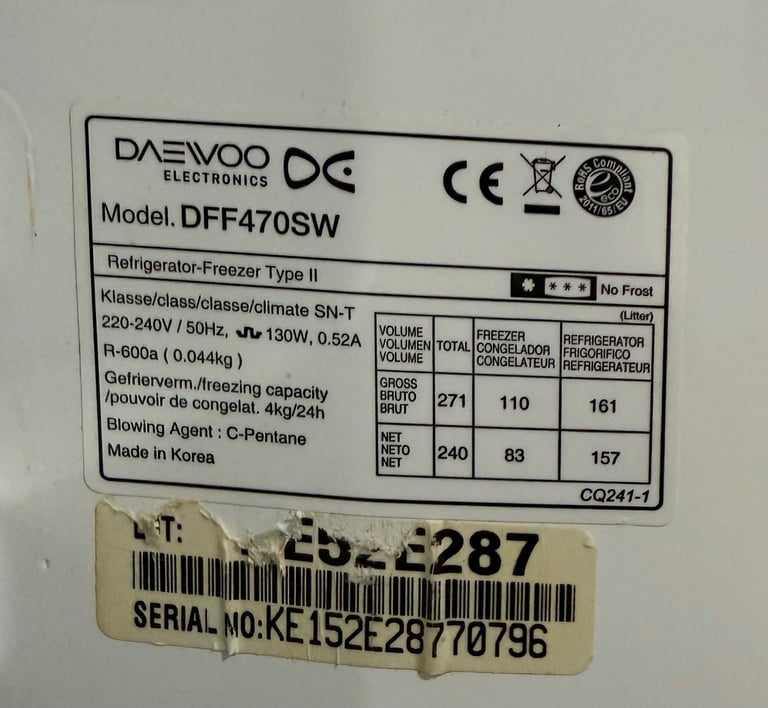 DAEWOO
ELECTRONICS
CE
RoHS Compliant
eco
2011/65/EU
Model. DFF470SW
Refrigerator-Freezer Type II
* *** No Frost
Klasse/class/classe/climate SN-T
220-240V / 50Hz, 130W, 0.52A
R-600a ( 0.044kg )
Gefrierverm./freezing capacity
/pouvoir de congelat. 4kg/24h
Blowing Agent : C-Pentane
Made in Korea
(Litter)
VOLUME VOLUMEN VOLUME TOTAL FREEZER CONGELADOR CONGELATEUR REFRIGERATOR FRIGORIFICO REFRIGERATEUR
GROSS BRUTO BRUT 271 110 161
NET NETO NET 240 83 157
CQ241-1
E52E287
SERIAL NO:KE152E28770796